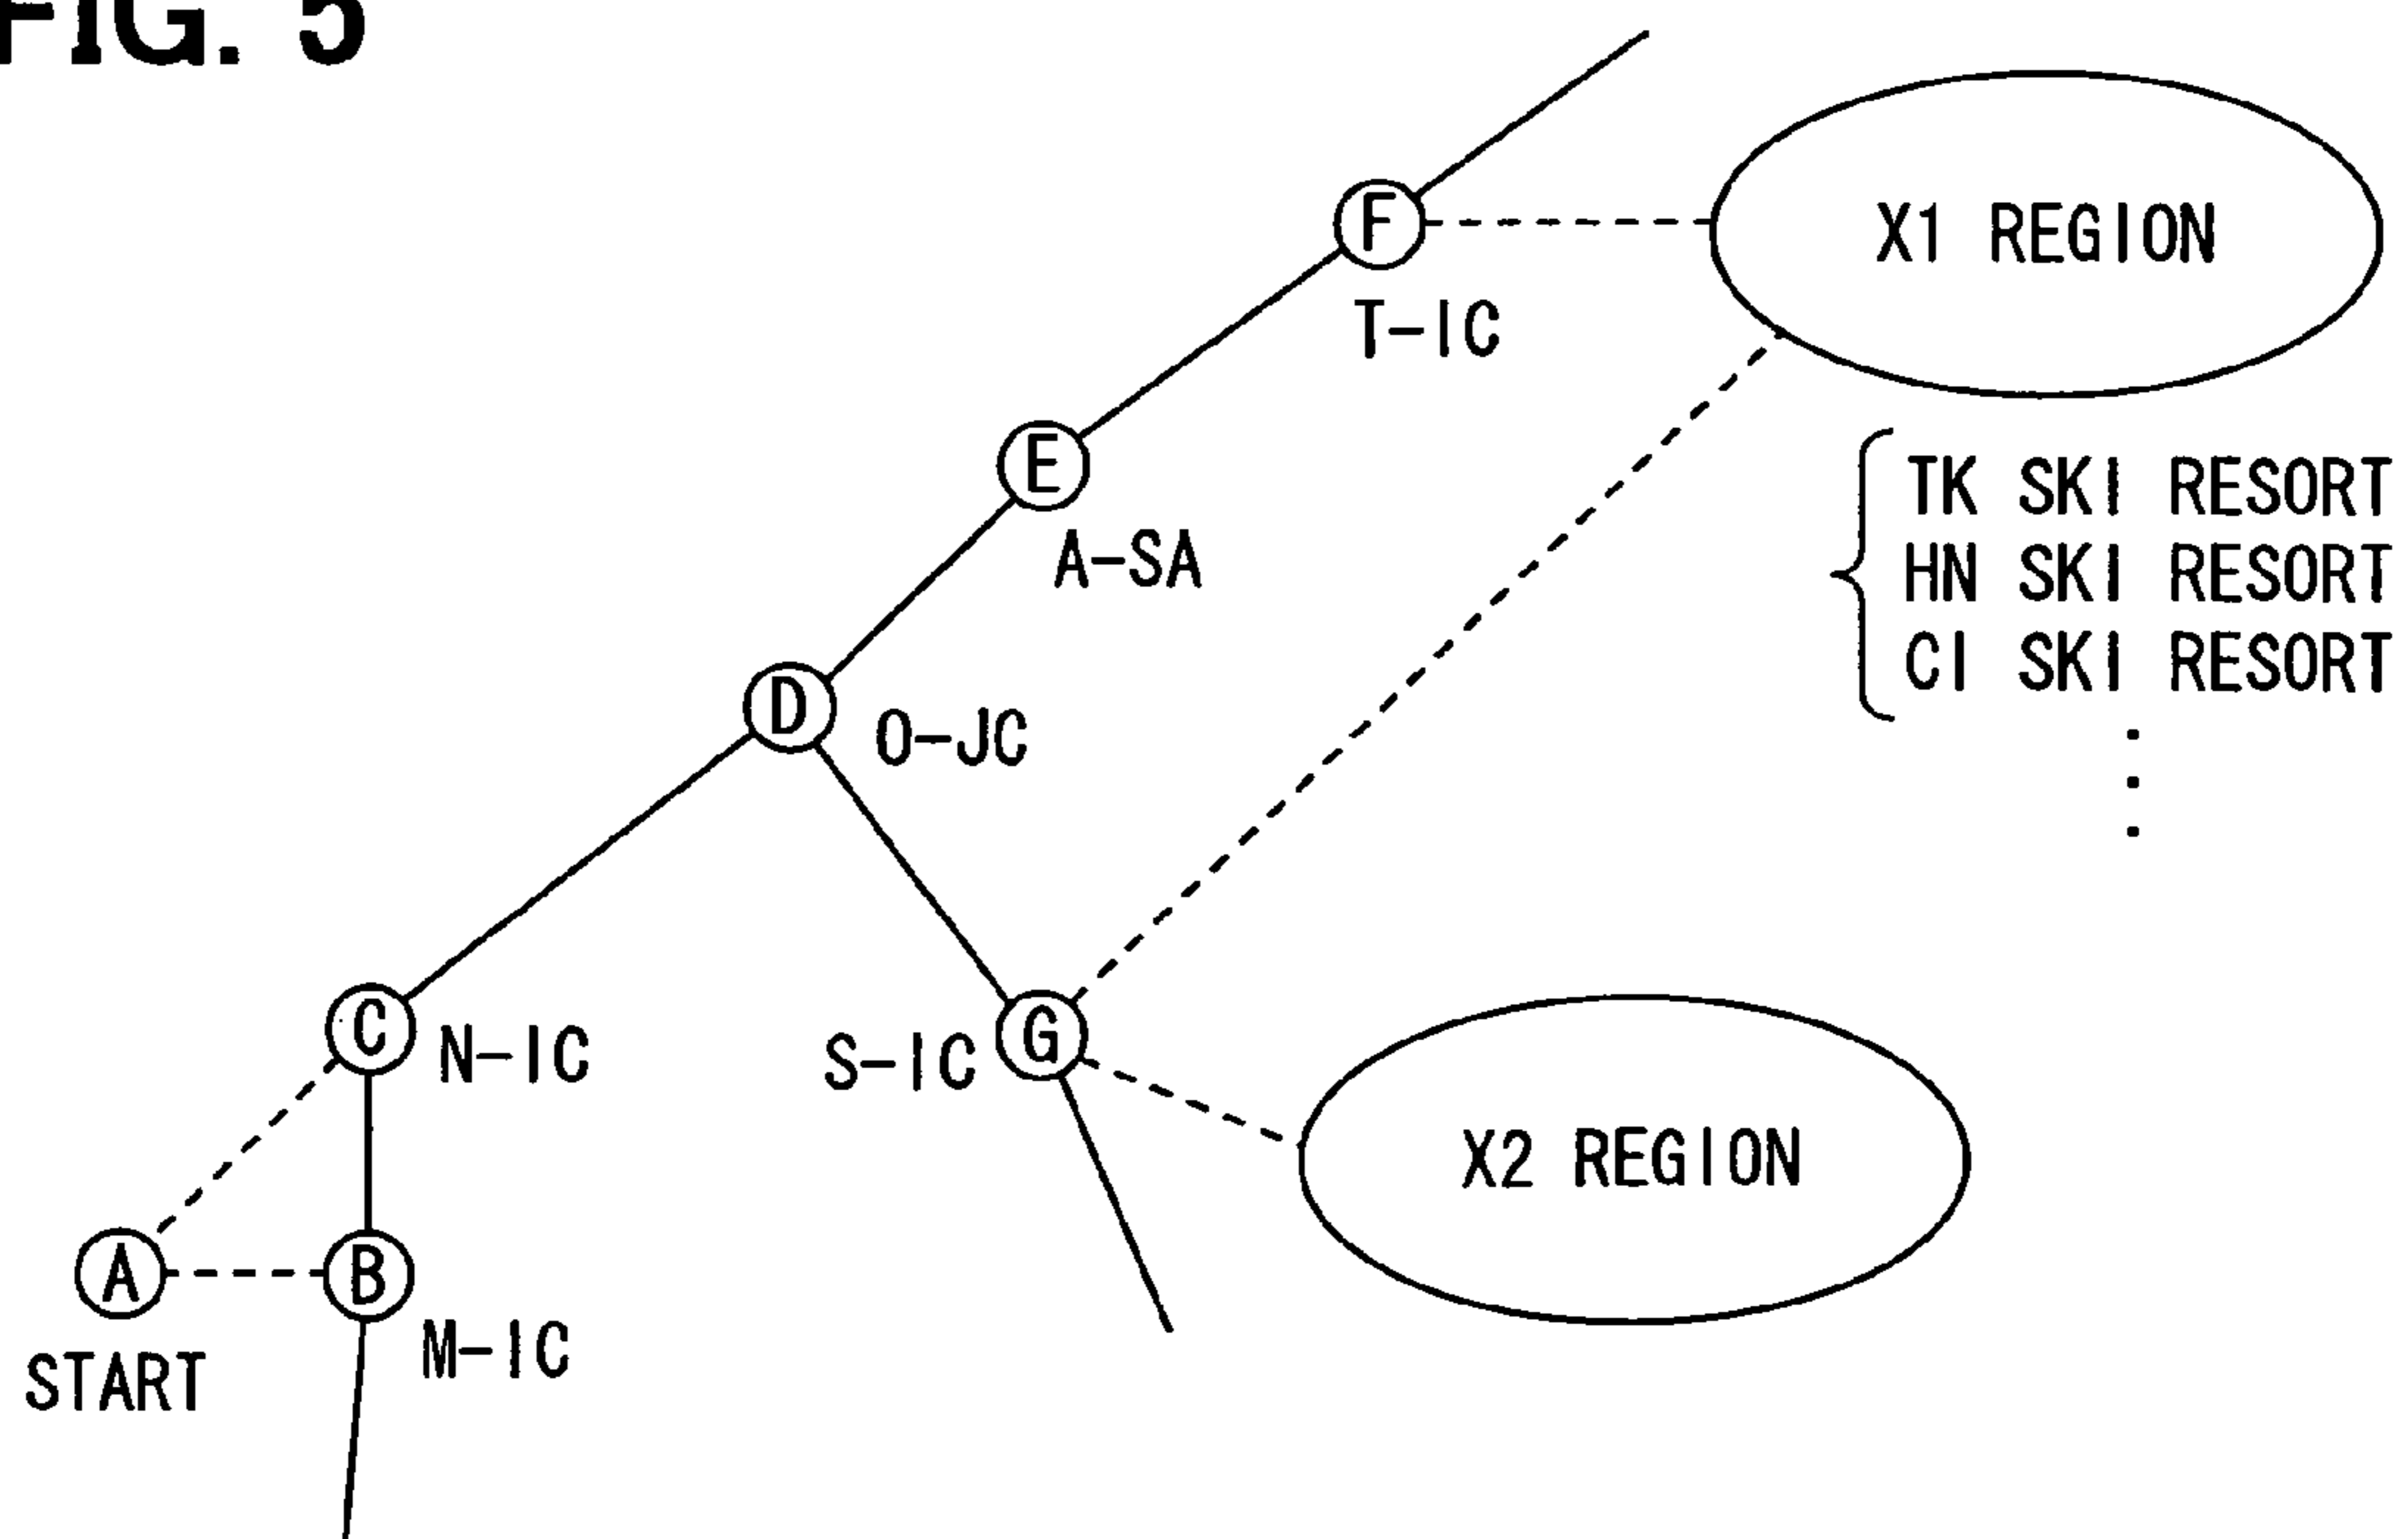 FIG. 5
F
X1 REGION
T-IC
E
TK SKI RESORT
A-SA
HN SKI RESORT
CI SKI RESORT
D
O-JC
C
N-IC
S-IC
G
X2 REGION
A
B
M-IC
START